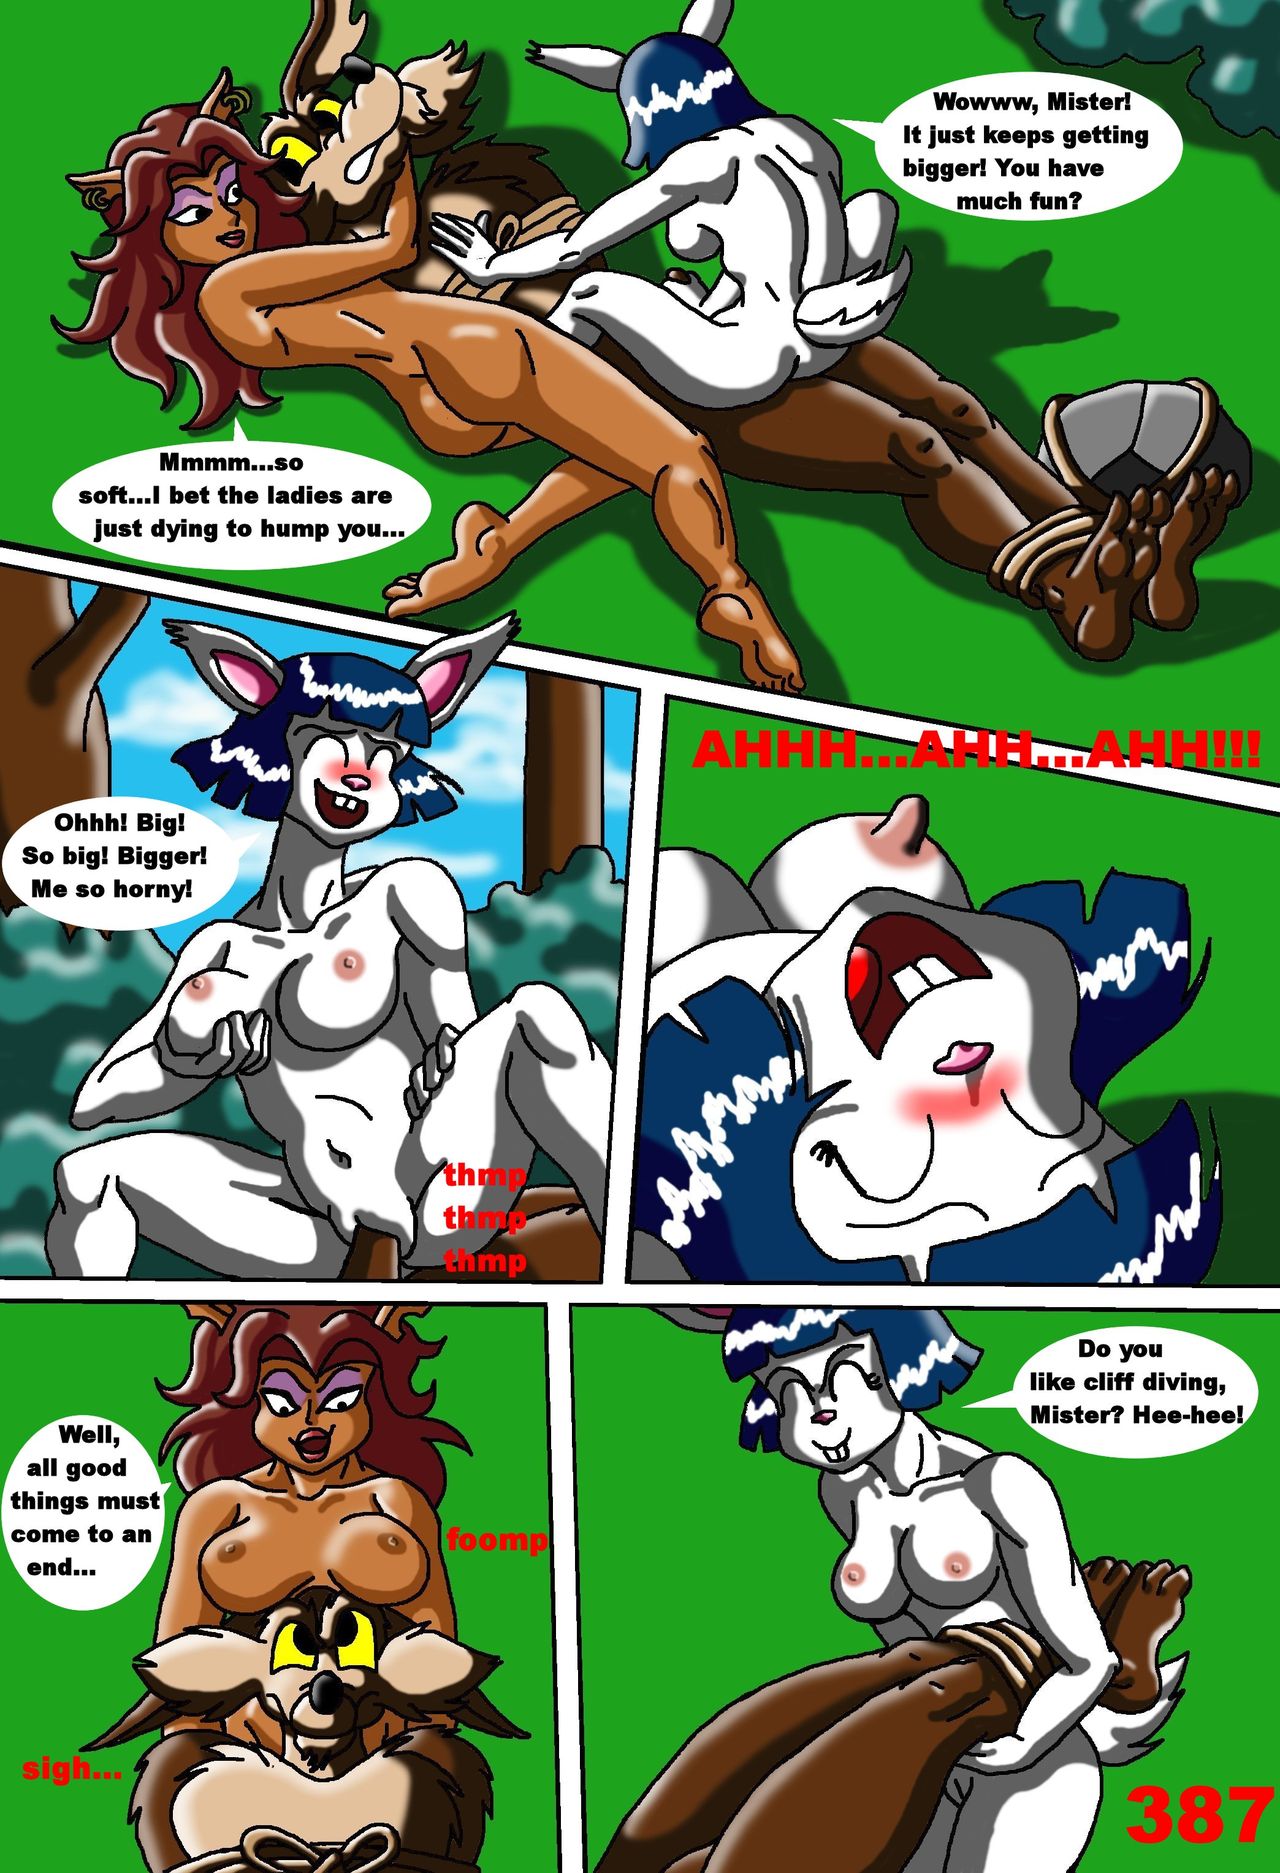 Wowww, Mister!
It just keeps getting
bigger! You have
much fun?
Mmmm...so
soft...I bet the ladies are
just dying to hump you...
Ohhh! Big!
So big! Bigger!
Me so horny!
thmp
thmp
thmp
AHHH...AHH...AHH!!!
Well,
all good
things must
come to an
end...
foomp
sigh...
Do you
like cliff diving,
Mister? Hee-hee!
387